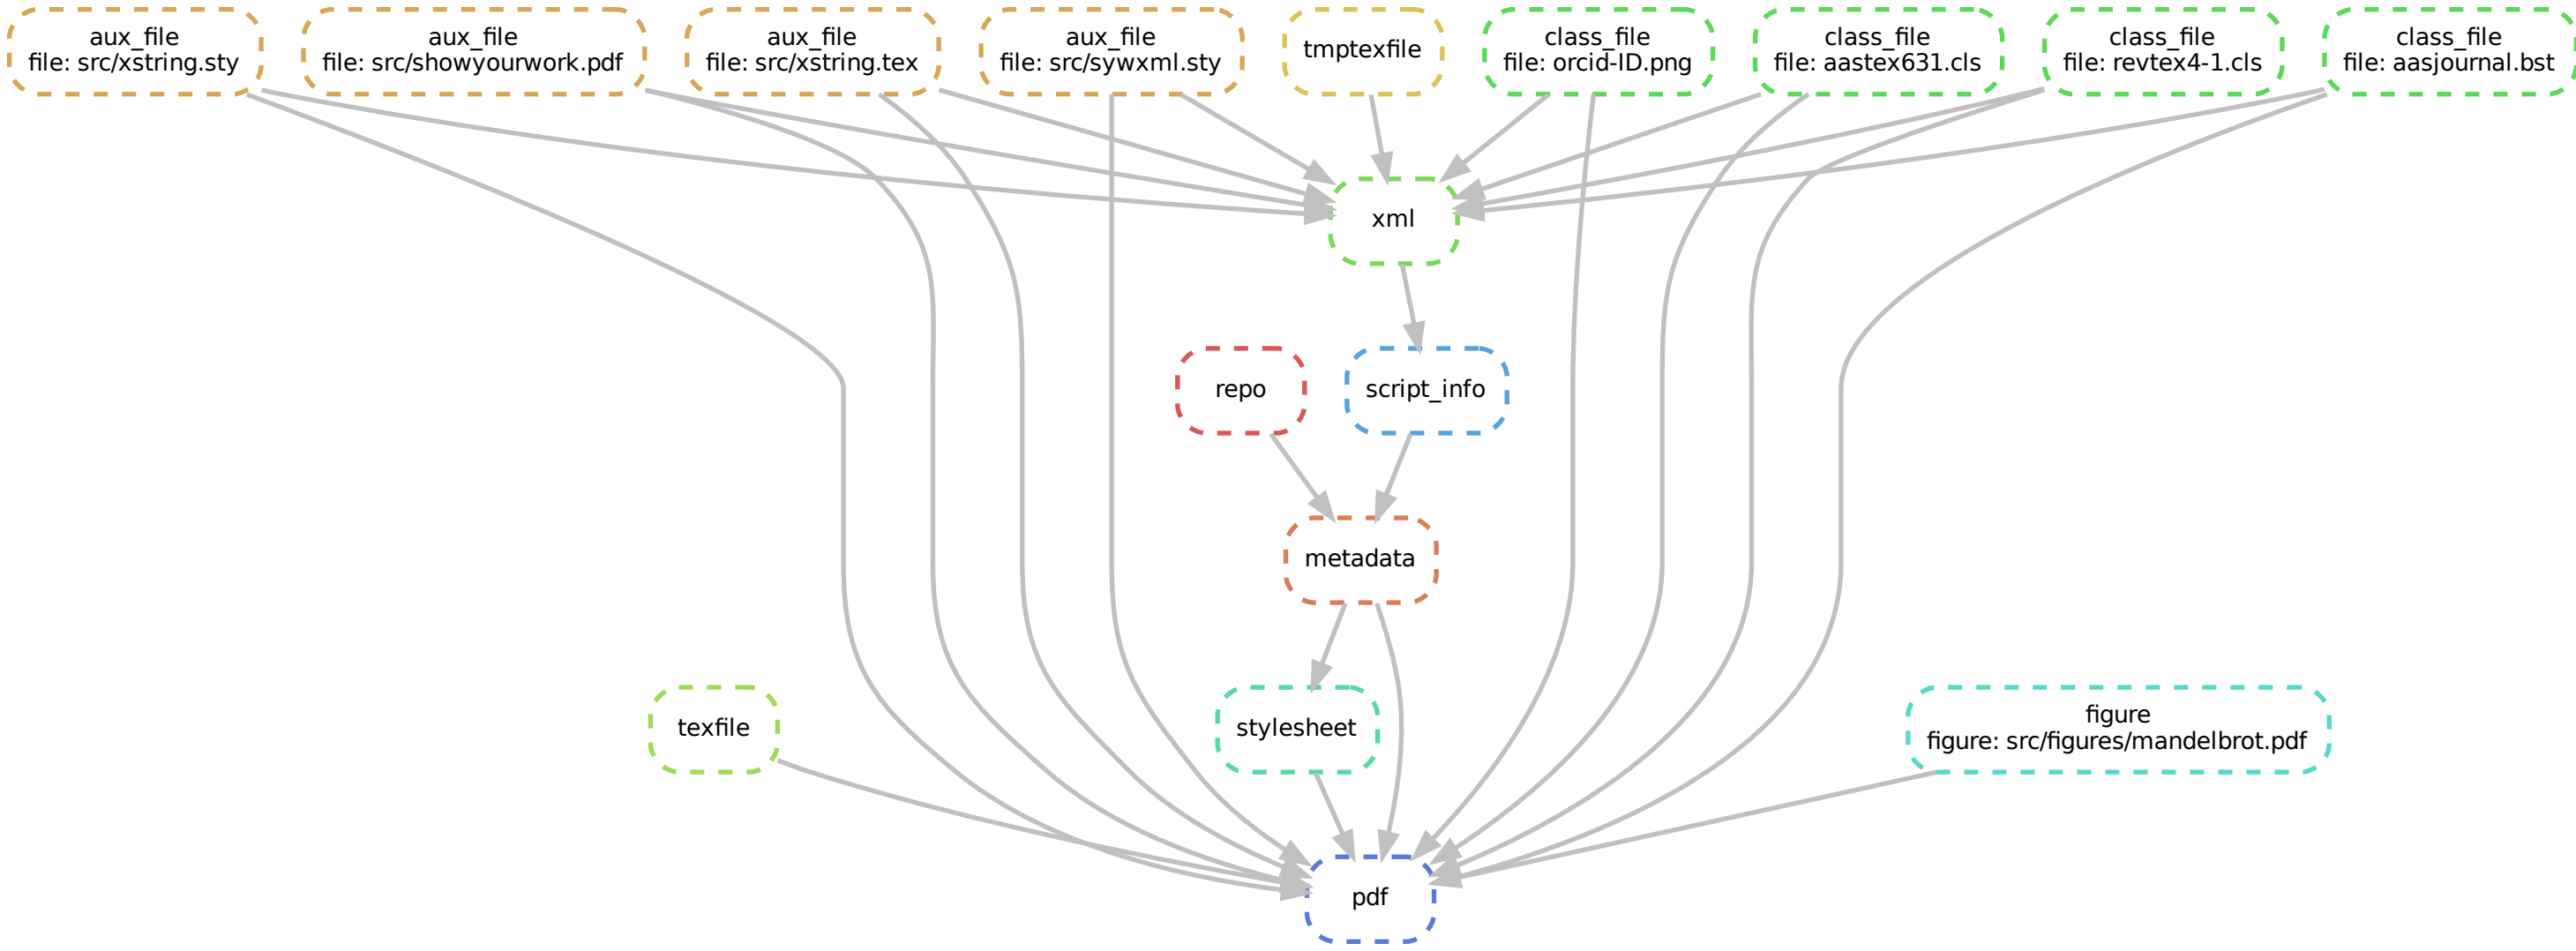 aux_file
file: src/xstring.sty
aux_file
file: src/showyourwork.pdf
aux_file
file: src/xstring.tex
aux_file
file: src/sywxml.sty
tmptexfile
class_file
file: orcid-ID.png
class_file
file: aastex631.cls
class_file
file: revtex4-1.cls
class_file
file: aasjournal.bst
xml
repo
script_info
metadata
texfile
stylesheet
figure
figure: src/figures/mandelbrot.pdf
pdf